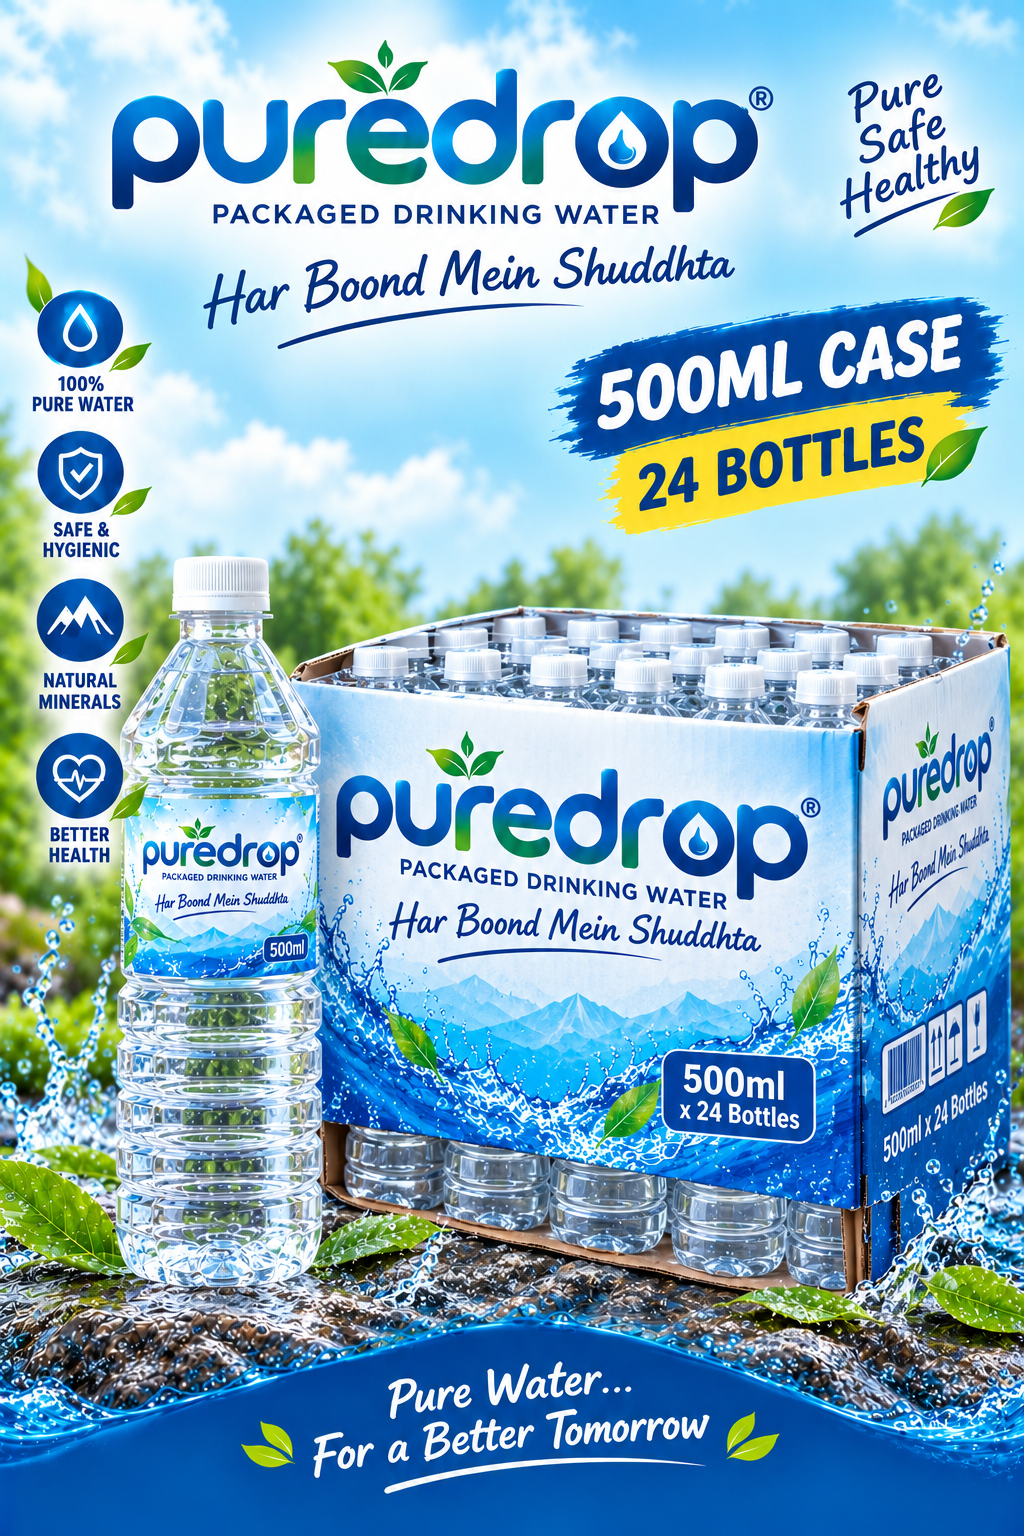 puredrop®
PACKAGED DRINKING WATER
Har Boond Mein Shuddhta
Pure
Safe
Healthy
100%
PURE WATER
SAFE &
HYGIENIC
NATURAL
MINERALS
BETTER
HEALTH
500ML CASE
24 BOTTLES
puredrop®
PACKAGED DRINKING WATER
Har Boond Mein Shuddhta
500ml
puredrop®
PACKAGED DRINKING WATER
Har Boond Mein Shuddhta
500ml
x 24 Bottles
puredrop®
PACKAGED DRINKING WATER
Har Boond Mein Shuddhta
500ml x 24 Bottles
Pure Water...
For a Better Tomorrow